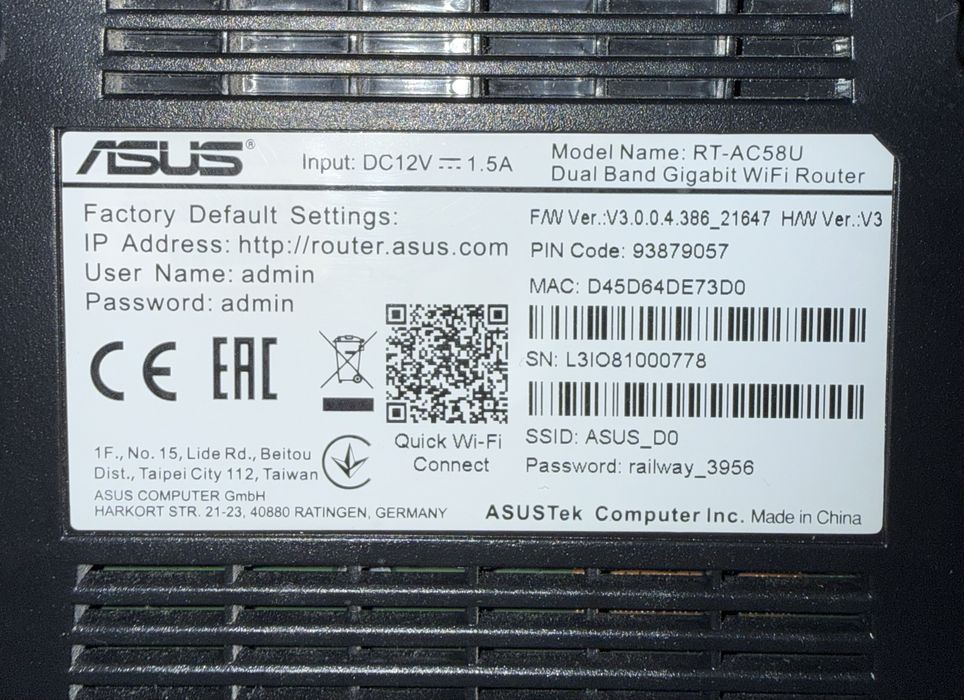 ASUS®
Input: DC12V ⎓ 1.5A
Model Name: RT-AC58U
Dual Band Gigabit WiFi Router
Factory Default Settings:
IP Address: http://router.asus.com
User Name: admin
Password: admin
F/W Ver.:V3.0.0.4.386_21647 H/W Ver.:V3
PIN Code: 93879057
MAC: D45D64DE73D0
SN: L3IO81000778
SSID: ASUS_D0
Password: railway_3956
CE
EAC
Quick Wi-Fi
Connect
1F., No. 15, Lide Rd., Beitou
Dist., Taipei City 112, Taiwan
ASUS COMPUTER GmbH
HARKORT STR. 21-23, 40880 RATINGEN, GERMANY
ASUSTek Computer Inc. Made in China